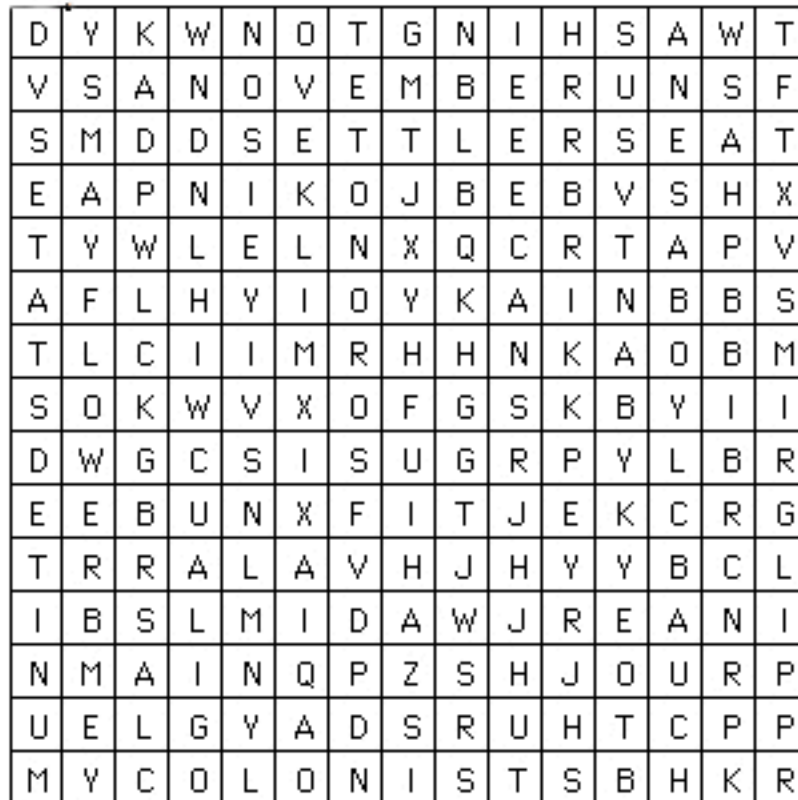 D Y K W N O T G N I H S A W T
V S A N O V E M B E R U N S F
S M D D S E T T L E R S E A T
E A P N I K O J B E B V S H X
T Y W L E L N X Q C R T A P V
A F L H Y I O Y K A I N B B S
T L C I I M R H H N K A O B M
S O K W V X O F G S K B Y I I
D W G C S I S U G R P Y L B R
E E B U N X F I T J E K C R G
T R R A L A V H J H Y Y B C L
I B S L M I D A W J R E A N I
N M A I N Q P Z S H J O U R P
U E L G Y A D S R U H T C P P
M Y C O L O N I S T S B H K R